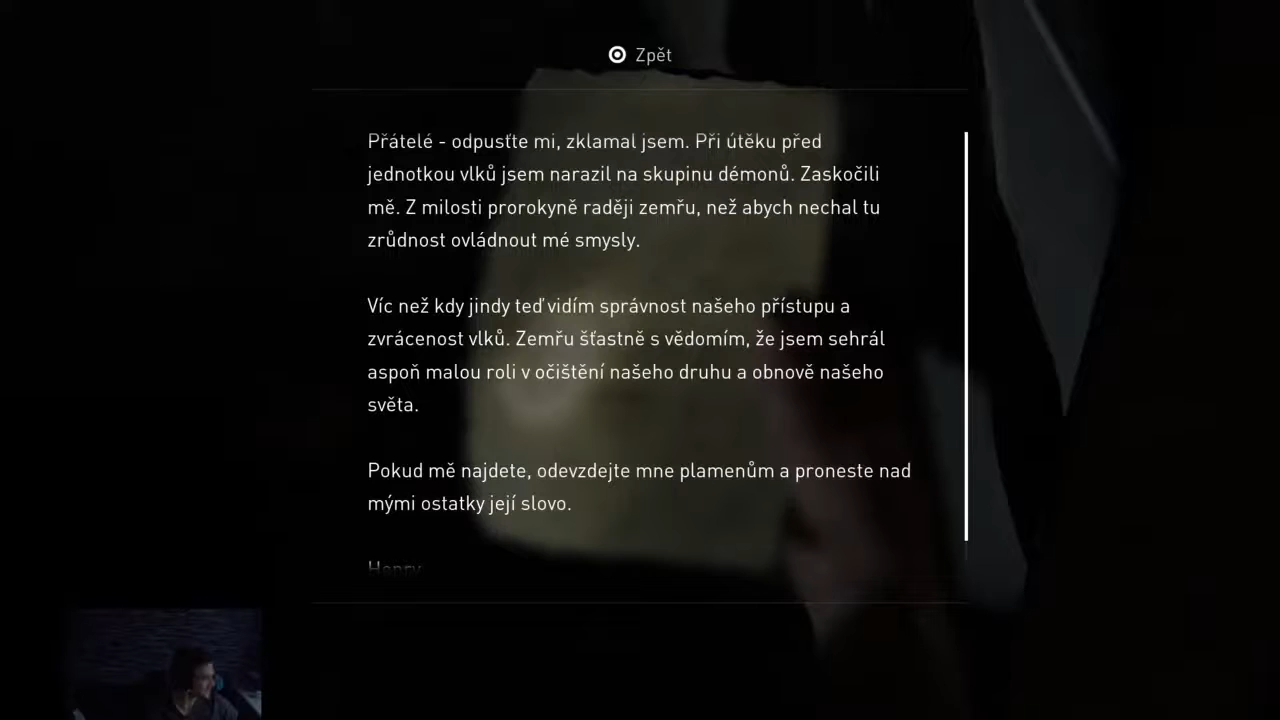 Zpět
Přátelé - odpusťte mi, zklamal jsem. Při útěku před
jednotkou vlků jsem narazil na skupinu démonů. Zaskočili
mě. Z milosti prorokyně raději zemřu, než abych nechal tu
zrůdnost ovládnout mé smysly.
Víc než kdy jindy teď vidím správnost našeho přístupu a
zvrácenost vlků. Zemřu šťastně s vědomím, že jsem sehrál
aspoň malou roli v očištění našeho druhu a obnově našeho
světa.
Pokud mě najdete, odevzdejte mne plamenům a proneste nad
mými ostatky její slovo.
Henry